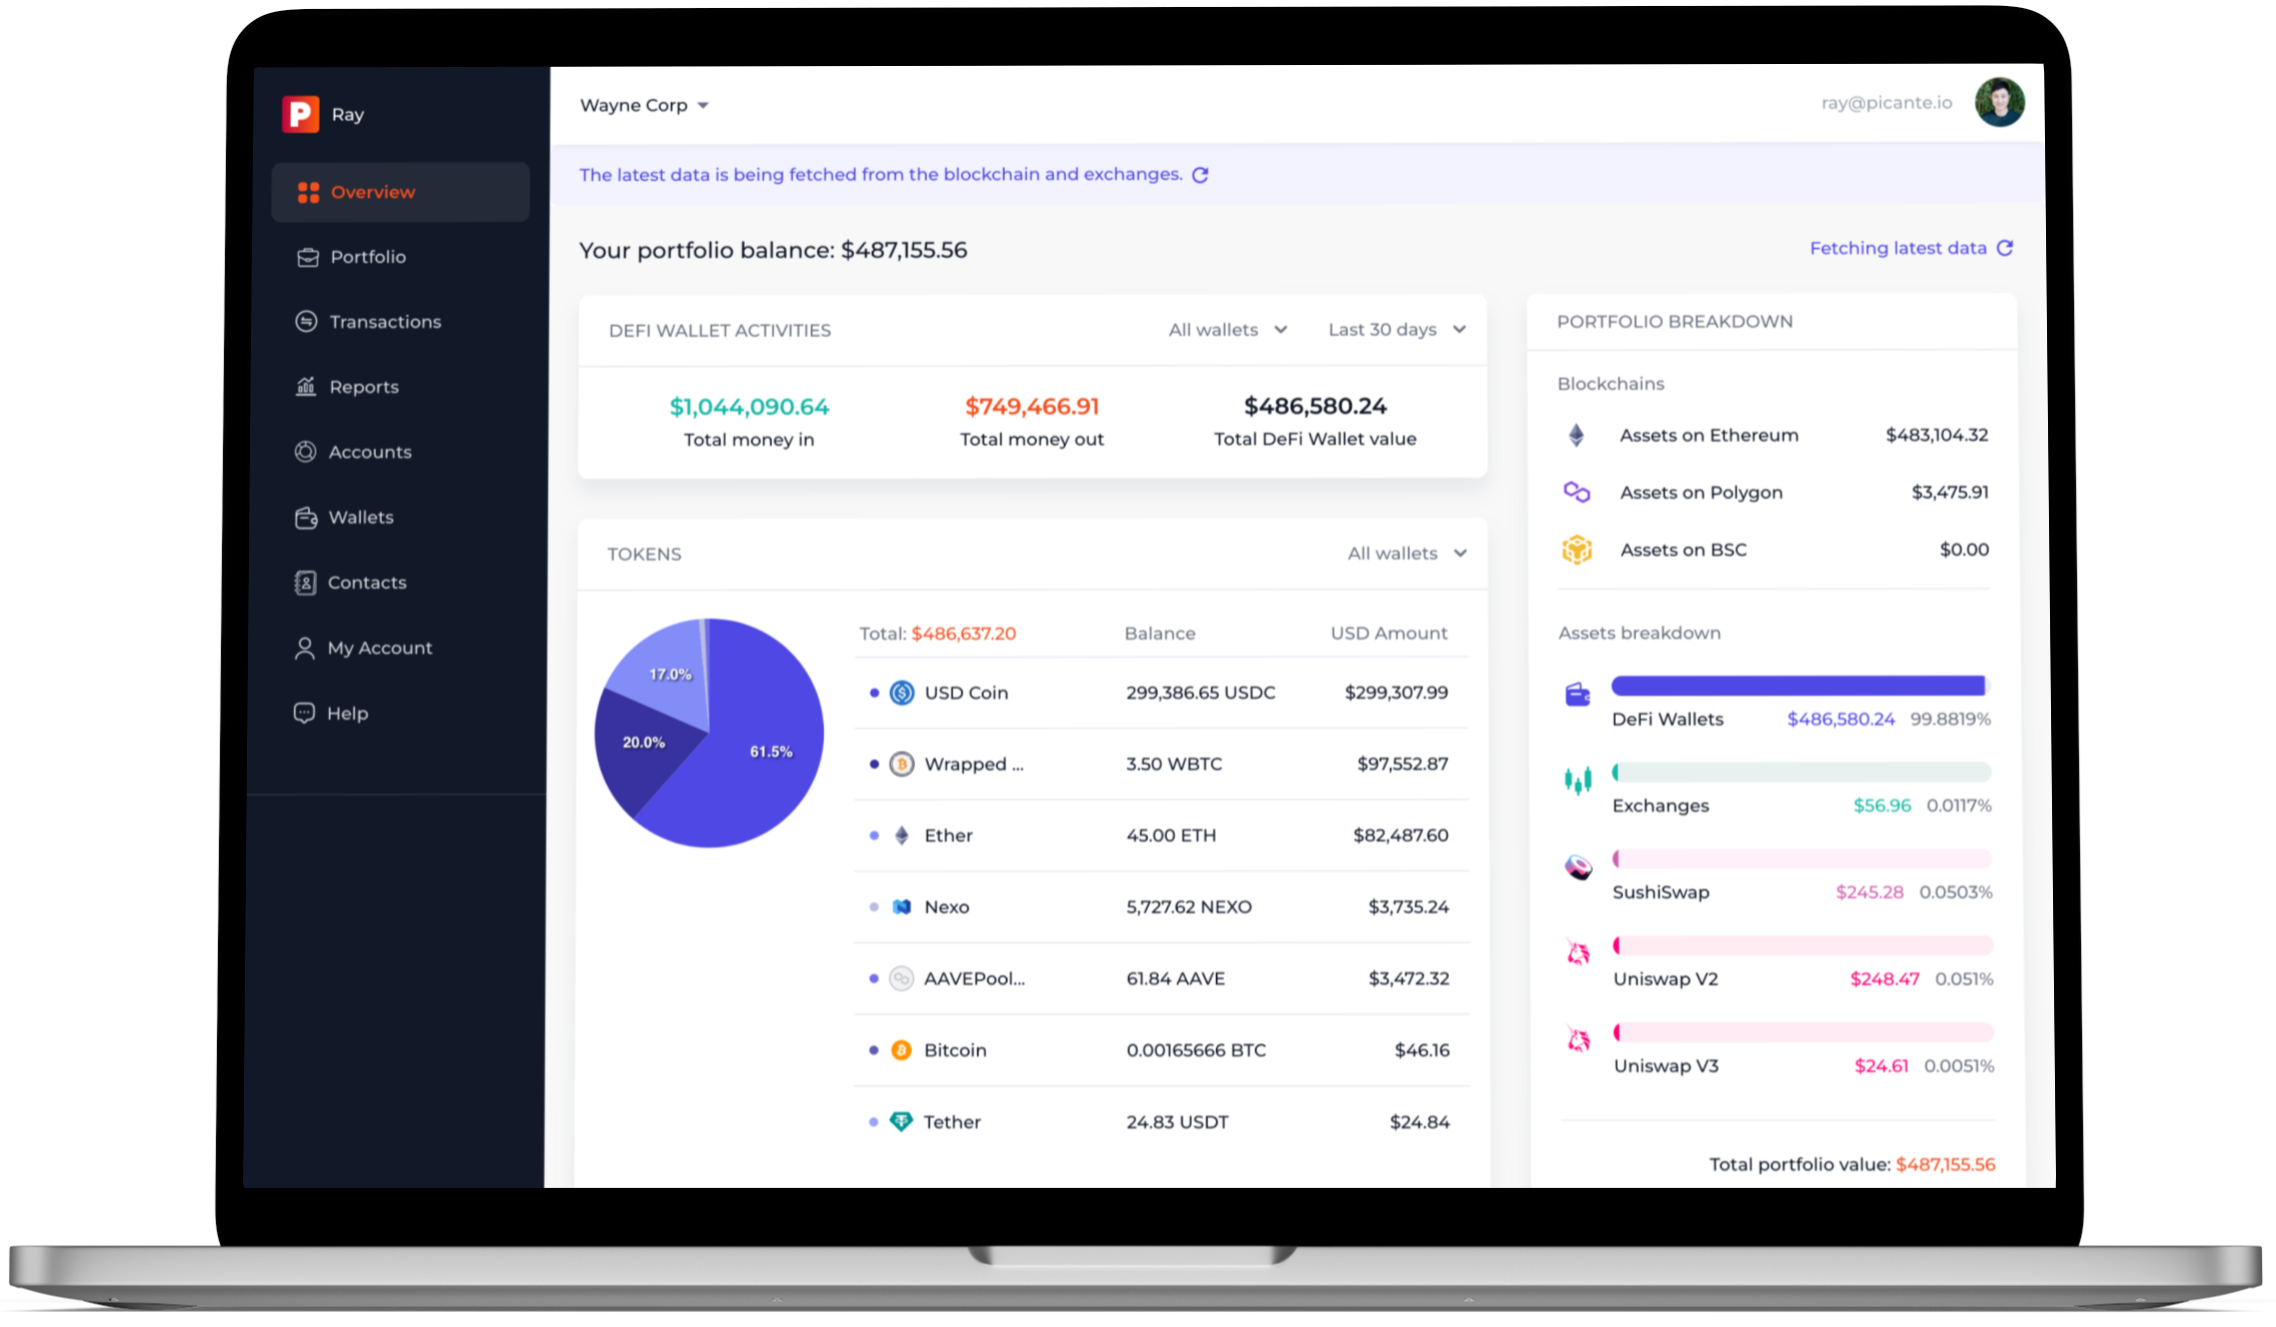 P Ray
Wayne Corp
ray@picante.io
Overview
Portfolio
Transactions
Reports
Accounts
Wallets
Contacts
My Account
Help
The latest data is being fetched from the blockchain and exchanges.
Your portfolio balance: $487,155.56
Fetching latest data
DEFI WALLET ACTIVITIES All wallets Last 30 days
$1,044,090.64 $749,466.91 $486,580.24
Total money in Total money out Total DeFi Wallet value
TOKENS All wallets
17.0%
20.0%
61.5%
Total: $486,637.20 Balance USD Amount
USD Coin 299,386.65 USDC $299,307.99
Wrapped ... 3.50 WBTC $97,552.87
Ether 45.00 ETH $82,487.60
Nexo 5,727.62 NEXO $3,735.24
AAVEPool... 61.84 AAVE $3,472.32
Bitcoin 0.00165666 BTC $46.16
Tether 24.83 USDT $24.84
PORTFOLIO BREAKDOWN
Blockchains
Assets on Ethereum $483,104.32
Assets on Polygon $3,475.91
Assets on BSC $0.00
Assets breakdown
DeFi Wallets $486,580.24 99.8819%
Exchanges $56.96 0.0117%
SushiSwap $245.28 0.0503%
Uniswap V2 $248.47 0.051%
Uniswap V3 $24.61 0.0051%
Total portfolio value: $487,155.56